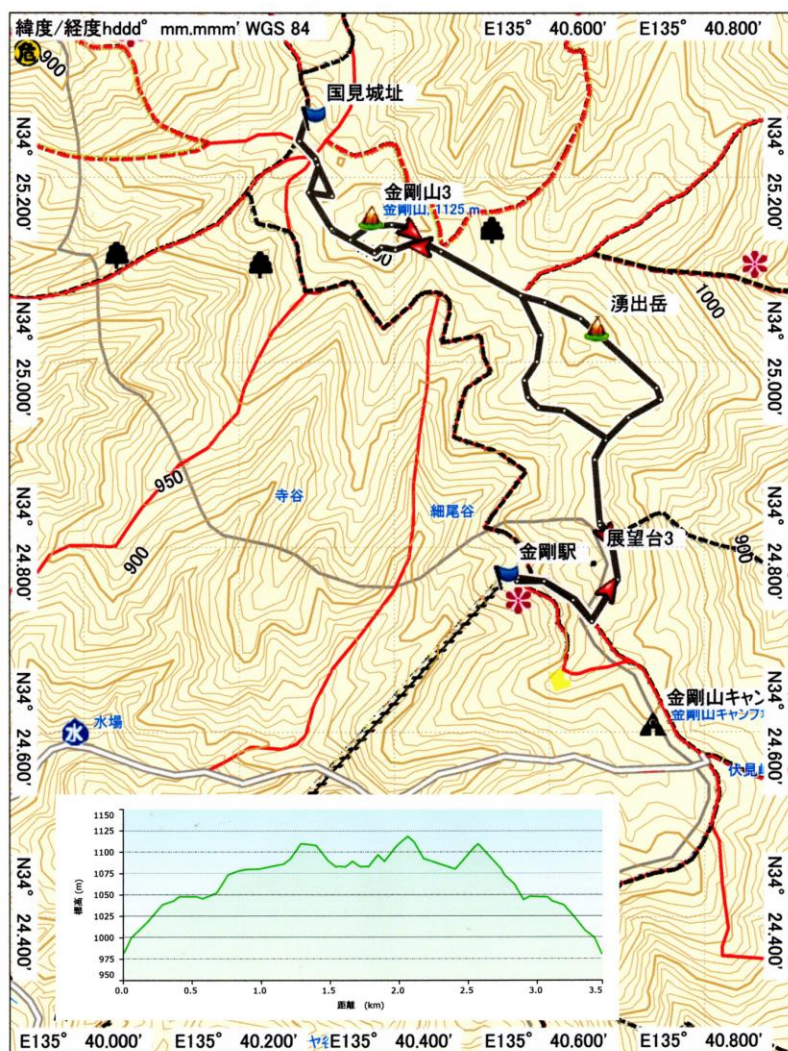 緯度/経度hddd° mm.mmm' WGS 84
E135° 40.600' E135° 40.800'
危
900
国見城址
N34° 25.200'
N34° 25.200'
金剛山3
金剛山, 1125 m
湧出岳
1000
N34° 25.000'
N34° 25.000'
950
寺谷
細尾谷
900
金剛駅
展望台3
900
N34° 24.800'
N34° 24.800'
金剛山キャン
金剛山キャンプ
水
水場
伏見
N34° 24.600'
N34° 24.600'
1150
1125
1100
1075
1050
1025
1000
975
950
標高 (m)
0.0 0.5 1.0 1.5 2.0 2.5 3.0 3.5
距離 (km)
N34° 24.400'
N34° 24.400'
E135° 40.000' E135° 40.200' E135° 40.400' E135° 40.600' E135° 40.800'